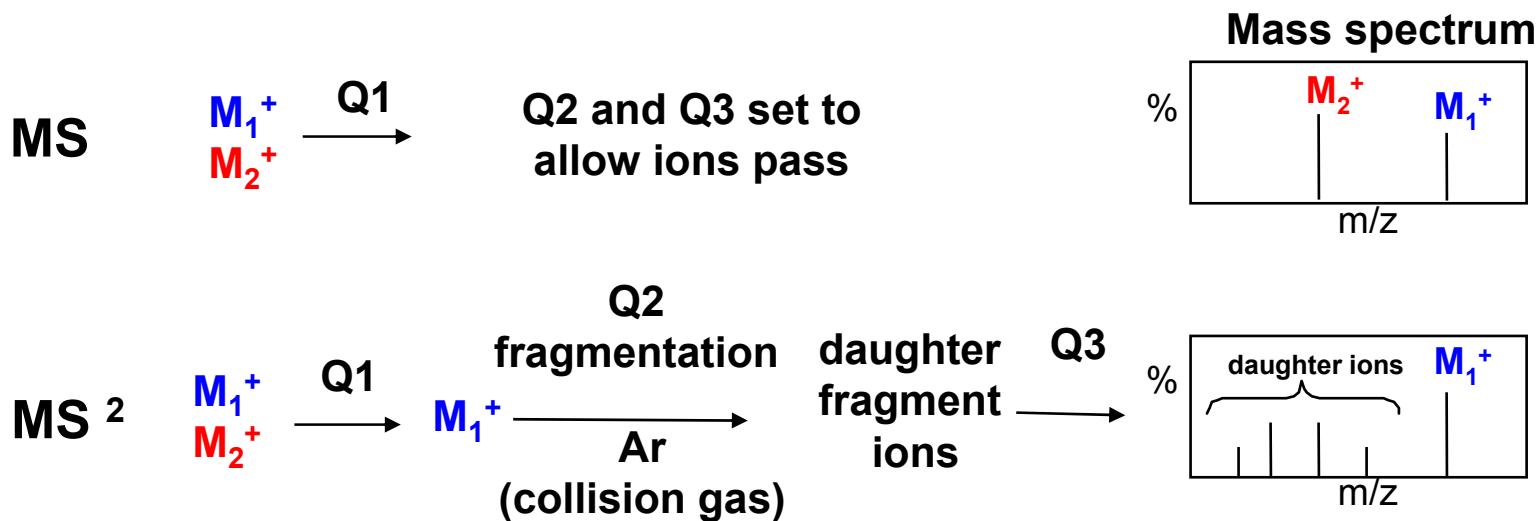 Mass spectrum
MS
M₁⁺
M₂⁺
Q1
Q2 and Q3 set to
allow ions pass
%
M₂⁺
M₁⁺
m/z
MS ²
M₁⁺
M₂⁺
Q1
M₁⁺
Q2
fragmentation
Ar
(collision gas)
daughter
fragment
ions
Q3
%
daughter ions
M₁⁺
m/z